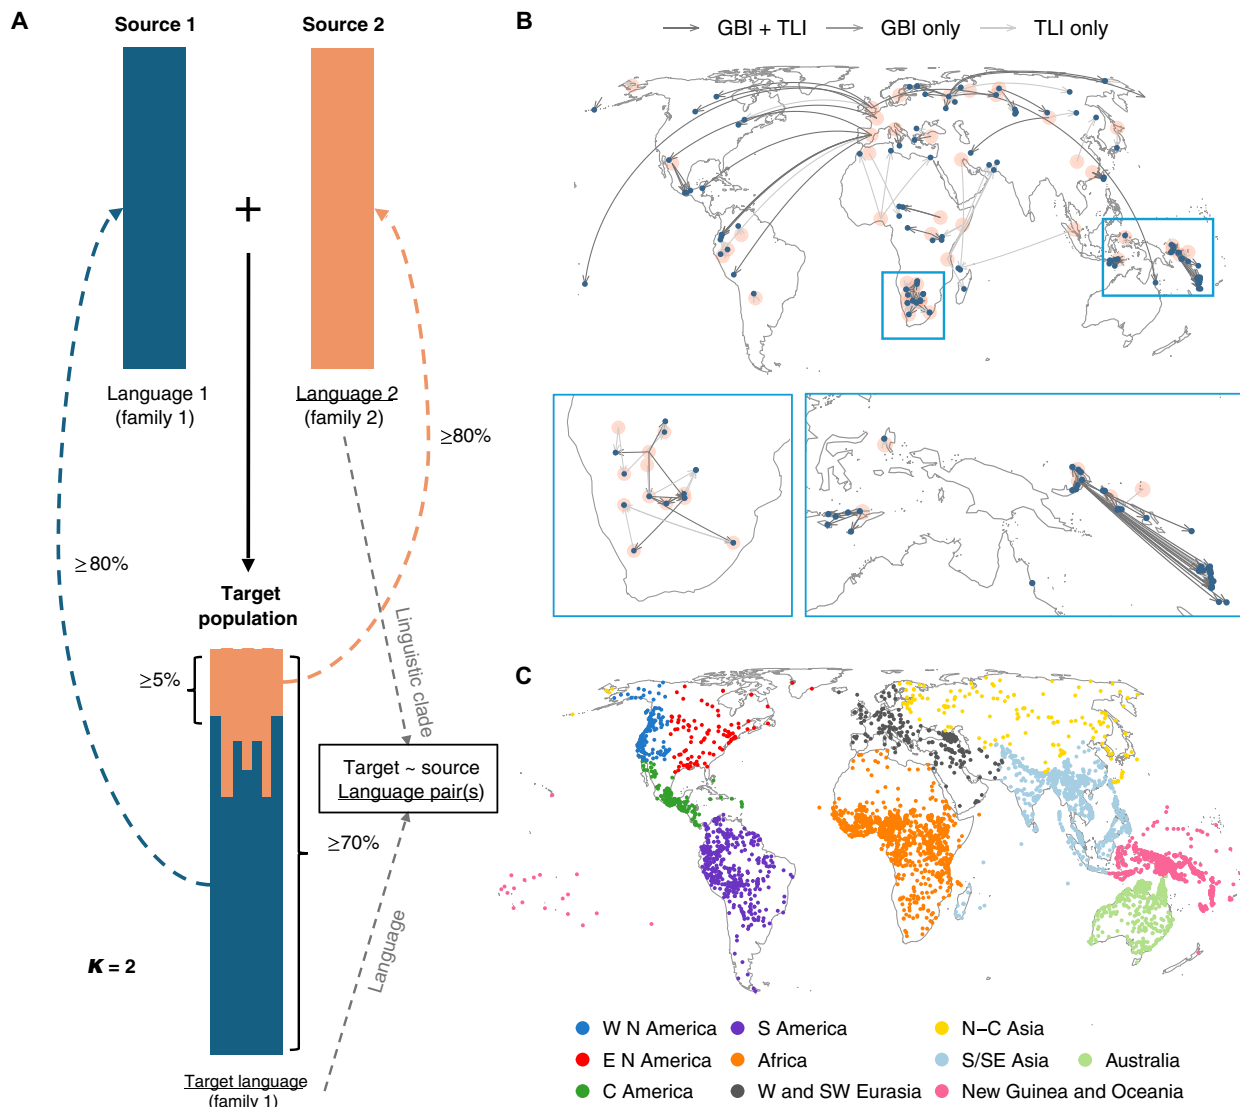 A
Source 1
Source 2
+
Language 1
(family 1)
Language 2
(family 2)
≥80%
≥80%
Target
population
≥5%
≥70%
Linguistic clade
Target ~ source
Language pair(s)
Language
K = 2
Target language
(family 1)
B
GBI + TLI
GBI only
TLI only
C
W N America
E N America
C America
S America
Africa
W and SW Eurasia
N–C Asia
S/SE Asia
New Guinea and Oceania
Australia